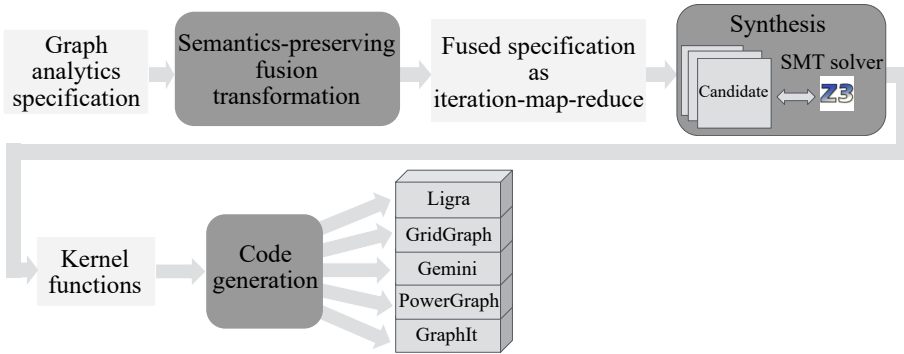 Graph
analytics
specification
Semantics-preserving
fusion
transformation
Fused specification
as
iteration-map-reduce
Synthesis
SMT solver
Candidate
Z3
Kernel
functions
Code
generation
Ligra
GridGraph
Gemini
PowerGraph
GraphIt